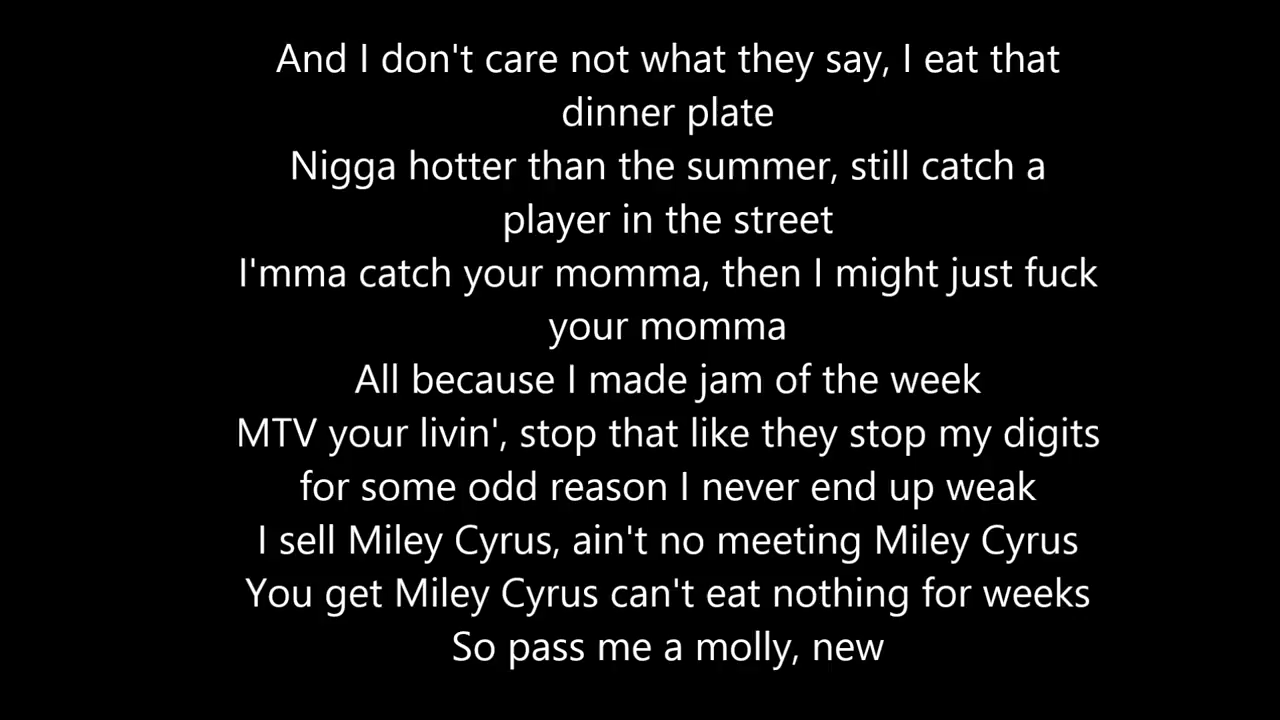 And I don't care not what they say, I eat that
dinner plate
Nigga hotter than the summer, still catch a
player in the street
I'mma catch your momma, then I might just fuck
your momma
All because I made jam of the week
MTV your livin', stop that like they stop my digits
for some odd reason I never end up weak
I sell Miley Cyrus, ain't no meeting Miley Cyrus
You get Miley Cyrus can't eat nothing for weeks
So pass me a molly, new